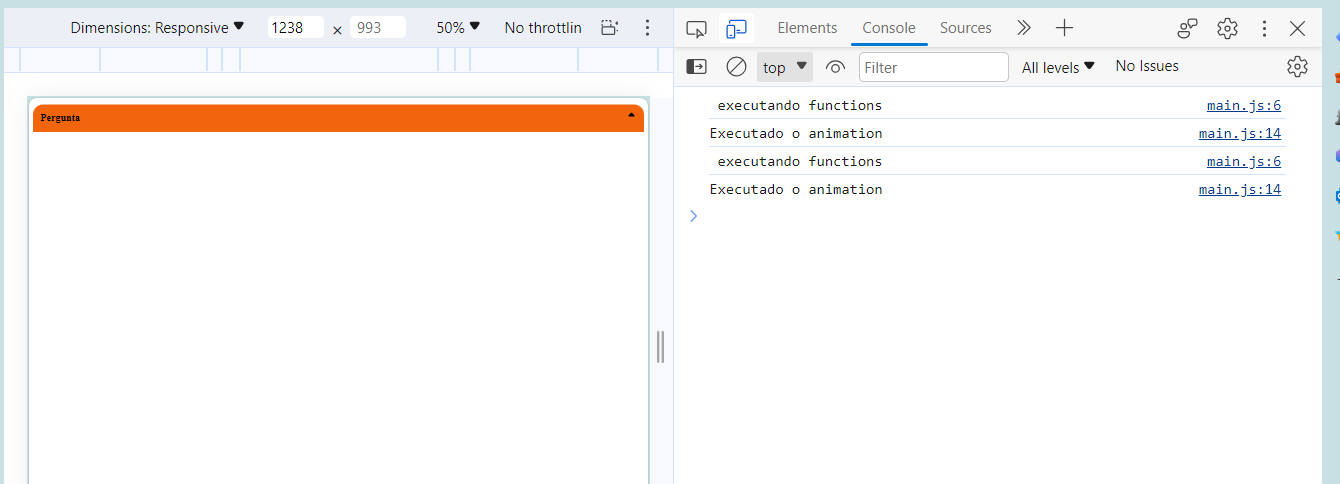 Dimensions: Responsive 1238 × 993 50% No throttlin
Elements Console Sources
top Filter All levels No Issues
Pergunta
executando functions main.js:6
Executado o animation main.js:14
executando functions main.js:6
Executado o animation main.js:14